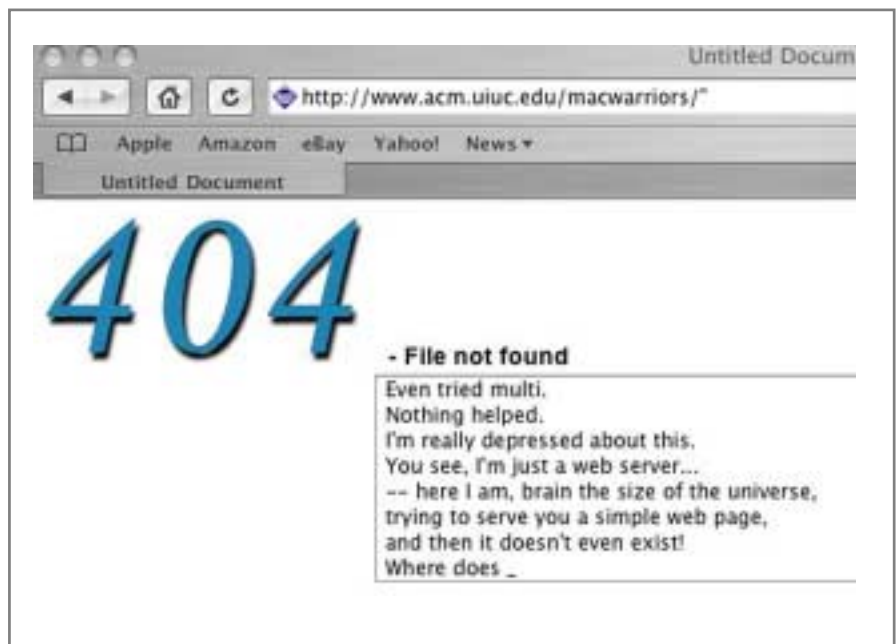 Untitled Docum
http://www.acm.uiuc.edu/macwarriors/"
Apple Amazon eBay Yahoo! News
Untitled Document
404
- File not found
Even tried multi.
Nothing helped.
I'm really depressed about this.
You see, I'm just a web server...
-- here I am, brain the size of the universe,
trying to serve you a simple web page,
and then it doesn't even exist!
Where does _